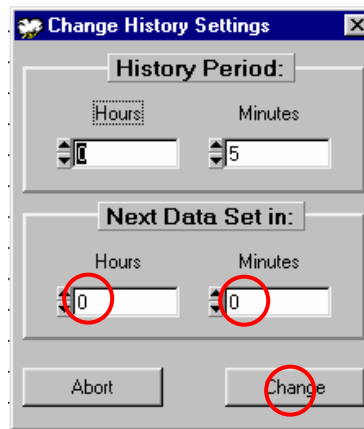 Change History Settings
History Period:
Hours Minutes
0 5
Next Data Set in:
Hours Minutes
0 0
Abort Change